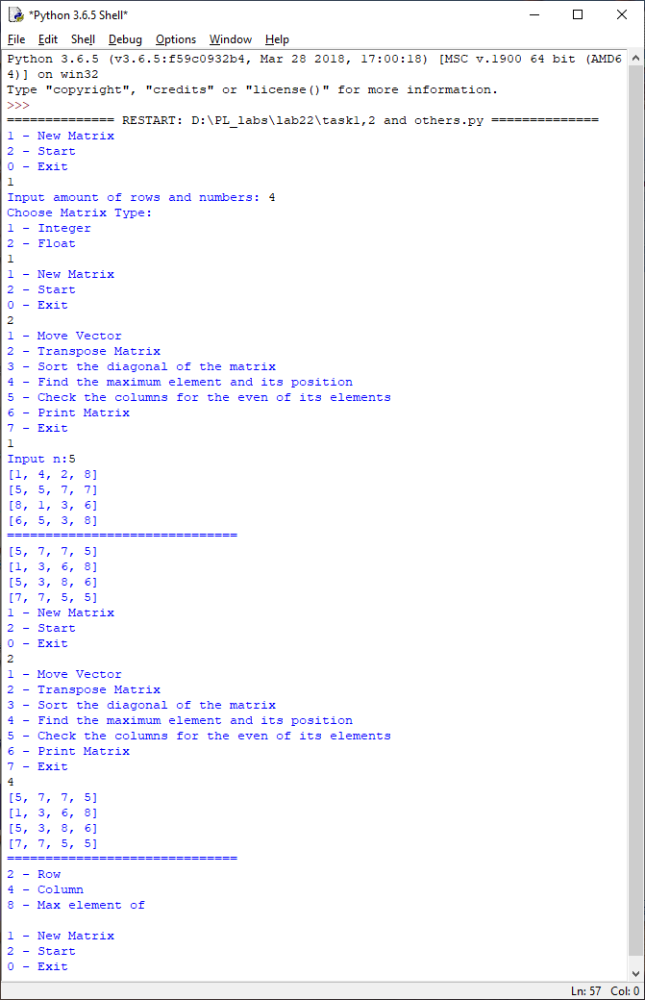 *Python 3.6.5 Shell*
File Edit Shell Debug Options Window Help
Python 3.6.5 (v3.6.5:f59c0932b4, Mar 28 2018, 17:00:18) [MSC v.1900 64 bit (AMD6
4)] on win32
Type "copyright", "credits" or "license()" for more information.
>>>
============== RESTART: D:\PL_labs\lab22\task1,2 and others.py ==============
1 - New Matrix
2 - Start
0 - Exit
1
Input amount of rows and numbers: 4
Choose Matrix Type:
1 - Integer
2 - Float
1
1 - New Matrix
2 - Start
0 - Exit
2
1 - Move Vector
2 - Transpose Matrix
3 - Sort the diagonal of the matrix
4 - Find the maximum element and its position
5 - Check the columns for the even of its elements
6 - Print Matrix
7 - Exit
1
Input n:5
[1, 4, 2, 8]
[5, 5, 7, 7]
[8, 1, 3, 6]
[6, 5, 3, 8]
==============================
[5, 7, 7, 5]
[1, 3, 6, 8]
[5, 3, 8, 6]
[7, 7, 5, 5]
1 - New Matrix
2 - Start
0 - Exit
2
1 - Move Vector
2 - Transpose Matrix
3 - Sort the diagonal of the matrix
4 - Find the maximum element and its position
5 - Check the columns for the even of its elements
6 - Print Matrix
7 - Exit
4
[5, 7, 7, 5]
[1, 3, 6, 8]
[5, 3, 8, 6]
[7, 7, 5, 5]
==============================
2 - Row
4 - Column
8 - Max element of
1 - New Matrix
2 - Start
0 - Exit
Ln: 57 Col: 0